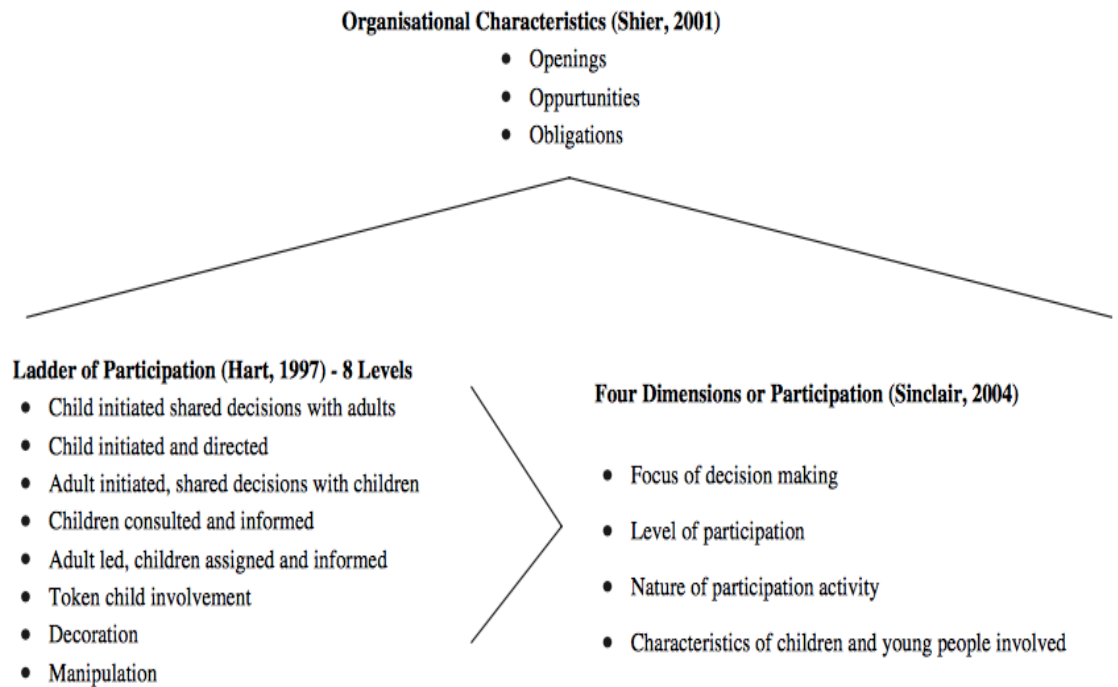 Organisational Characteristics (Shier, 2001)
• Openings
• Oppurtunities
• Obligations
Ladder of Participation (Hart, 1997) - 8 Levels
• Child initiated shared decisions with adults
• Child initiated and directed
• Adult initiated, shared decisions with children
• Children consulted and informed
• Adult led, children assigned and informed
• Token child involvement
• Decoration
• Manipulation
Four Dimensions or Participation (Sinclair, 2004)
• Focus of decision making
• Level of participation
• Nature of participation activity
• Characteristics of children and young people involved